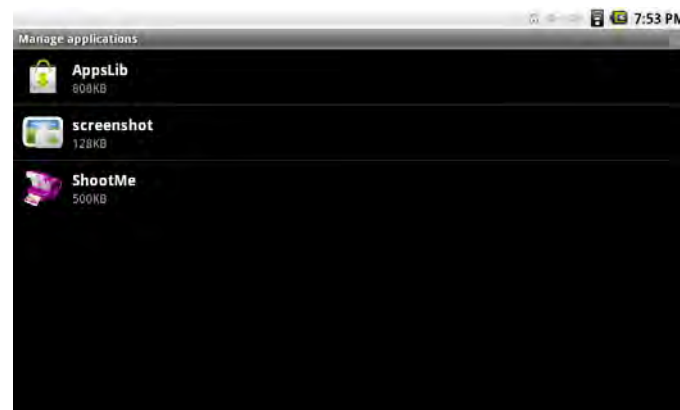 7:53 PM
Manage applications
AppsLib
808KB
screenshot
128KB
ShootMe
500KB